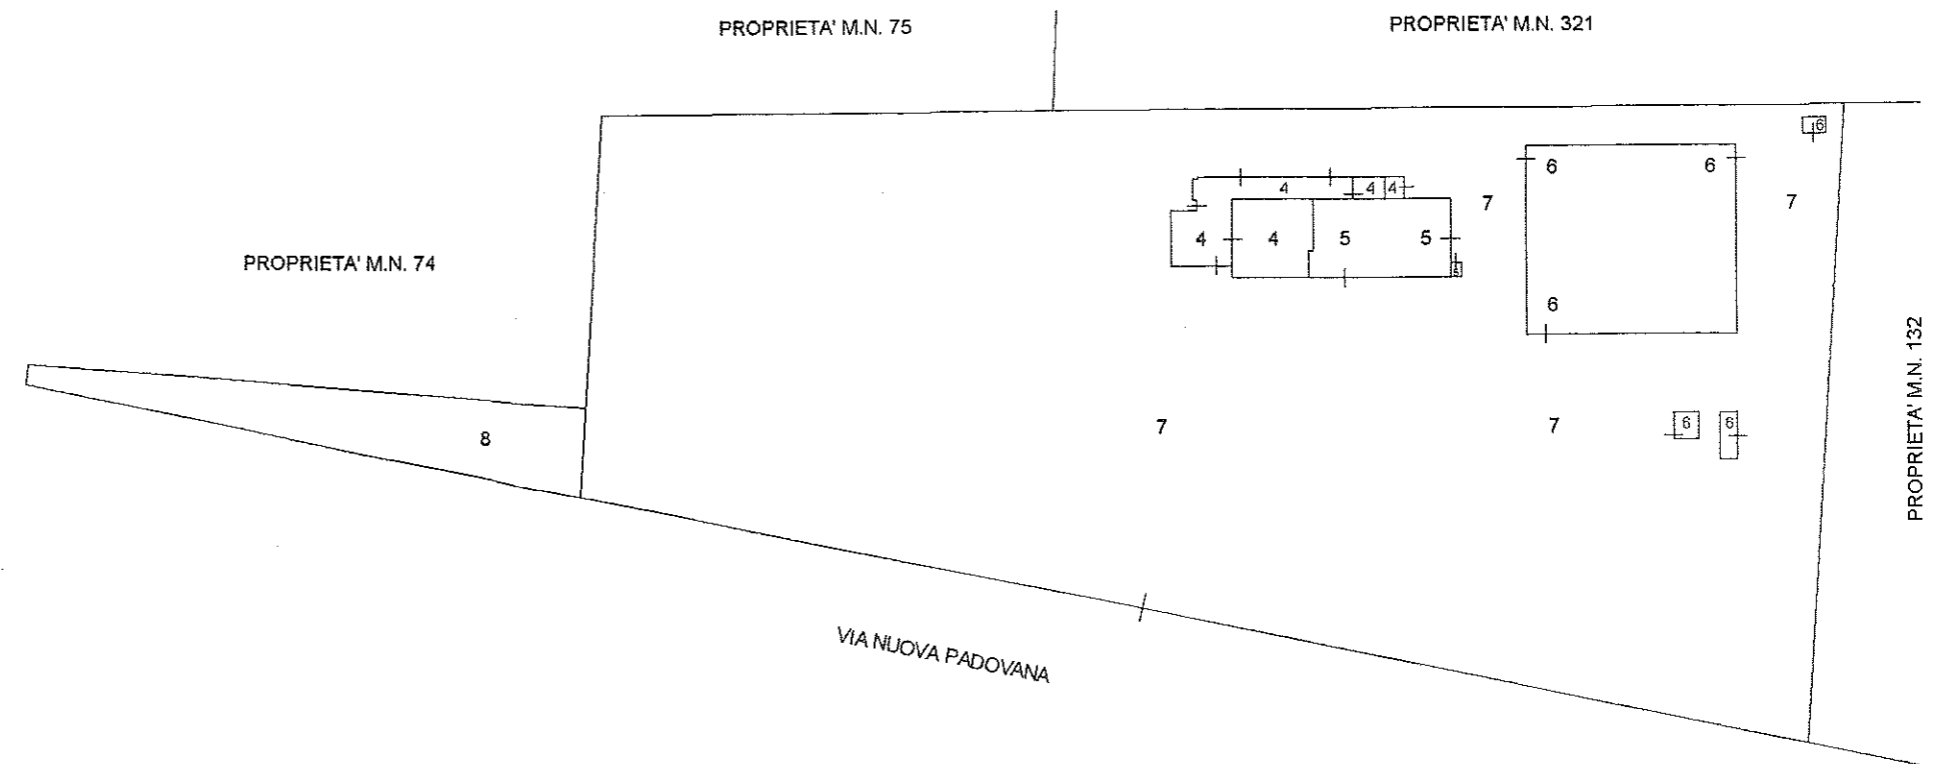 PROPRIETA' M.N. 75
PROPRIETA' M.N. 321
6
6 6
4 4 4
7 7
4 4 5 5
PROPRIETA' M.N. 74
6
PROPRIETA' M.N. 132
8
7 7 6 6
VIA NUOVA PADOVANA